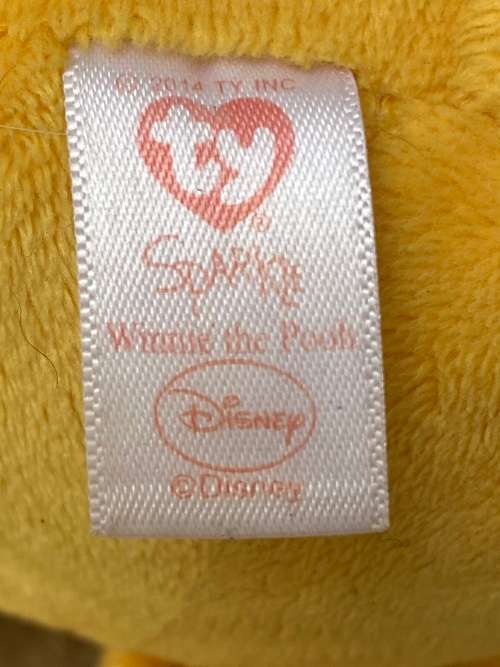 © 2014 TY INC
ty®
SPARKLE
Winnie the Pooh
Disney
©Disney